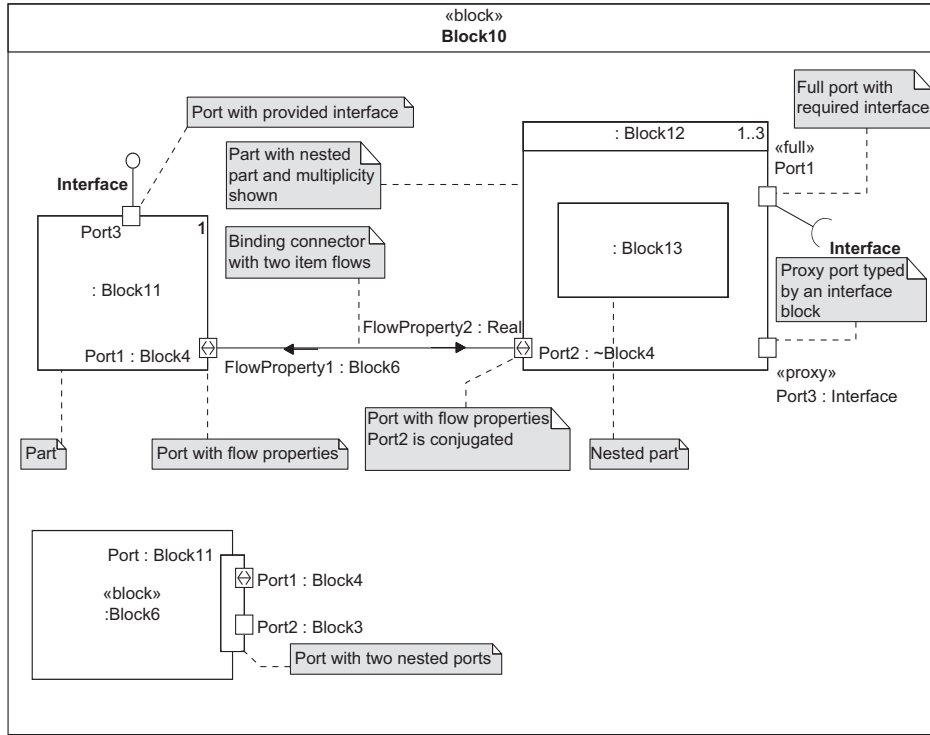 «block»
Block10
Port with provided interface
Full port with
required interface
Part with nested
part and multiplicity
shown
: Block12
1..3
«full»
Port1
Interface
Port3
1
: Block11
Binding connector
with two item flows
: Block13
Interface
Proxy port typed
by an interface
block
FlowProperty2 : Real
Port1 : Block4
FlowProperty1 : Block6
Port2 : ~Block4
«proxy»
Port3 : Interface
Part
Port with flow properties
Port with flow properties
Port2 is conjugated
Nested part
Port : Block11
«block»
:Block6
Port1 : Block4
Port2 : Block3
Port with two nested ports